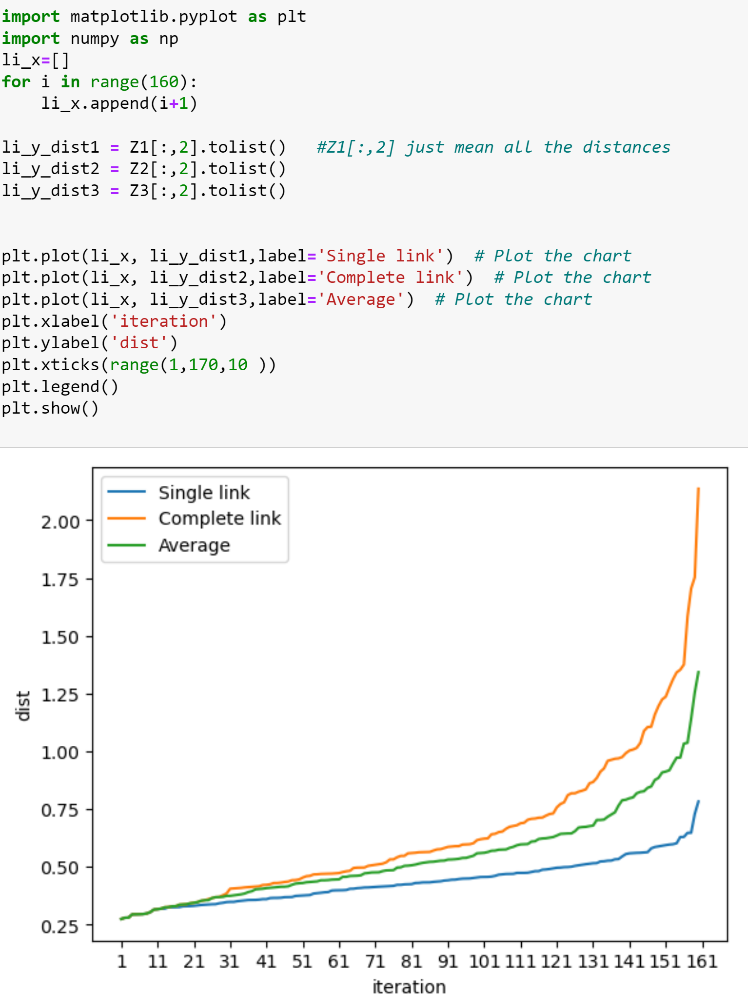 import matplotlib.pyplot as plt
import numpy as np
li_x=[]
for i in range(160):
    li_x.append(i+1)

li_y_dist1 = Z1[:,2].tolist()   #Z1[:,2] just mean all the distances
li_y_dist2 = Z2[:,2].tolist()
li_y_dist3 = Z3[:,2].tolist()


plt.plot(li_x, li_y_dist1,label='Single link')  # Plot the chart
plt.plot(li_x, li_y_dist2,label='Complete link')  # Plot the chart
plt.plot(li_x, li_y_dist3,label='Average')  # Plot the chart
plt.xlabel('iteration')
plt.ylabel('dist')
plt.xticks(range(1,170,10 ))
plt.legend()
plt.show()
Single link
Complete link
Average
2.00
1.75
1.50
1.25
1.00
0.75
0.50
0.25
dist
1 11 21 31 41 51 61 71 81 91 101 111 121 131 141 151 161
iteration